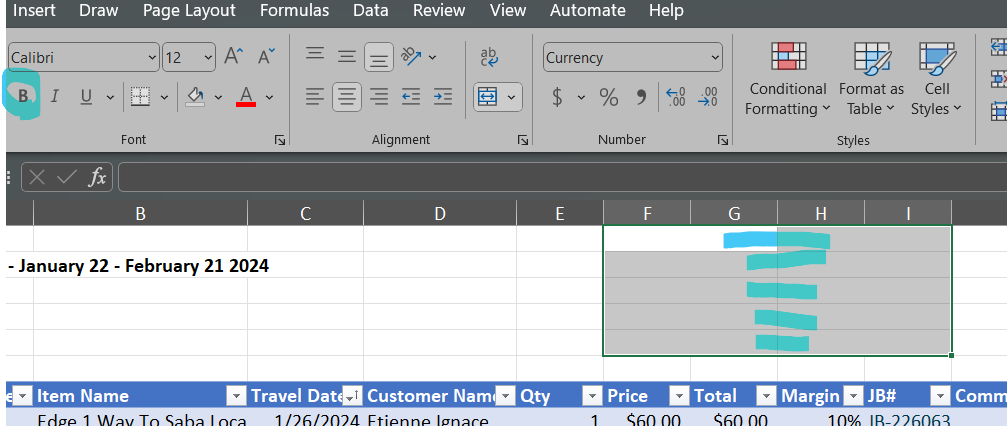 Insert Draw Page Layout Formulas Data Review View Automate Help
Calibri 12 A A ab Currency
Conditional Formatting Format as Table Cell Styles
B I U A $ % 9 .00 .00
Font Alignment Number Styles
fx
B C D E F G H I
- January 22 - February 21 2024
e Item Name Travel Date Customer Nam Qty Price Total Margin JB# Comm
Edge 1 Way To Saba Loca 1/26/2024 Etienne Ignace 1 $60.00 $60.00 10% JB-226063